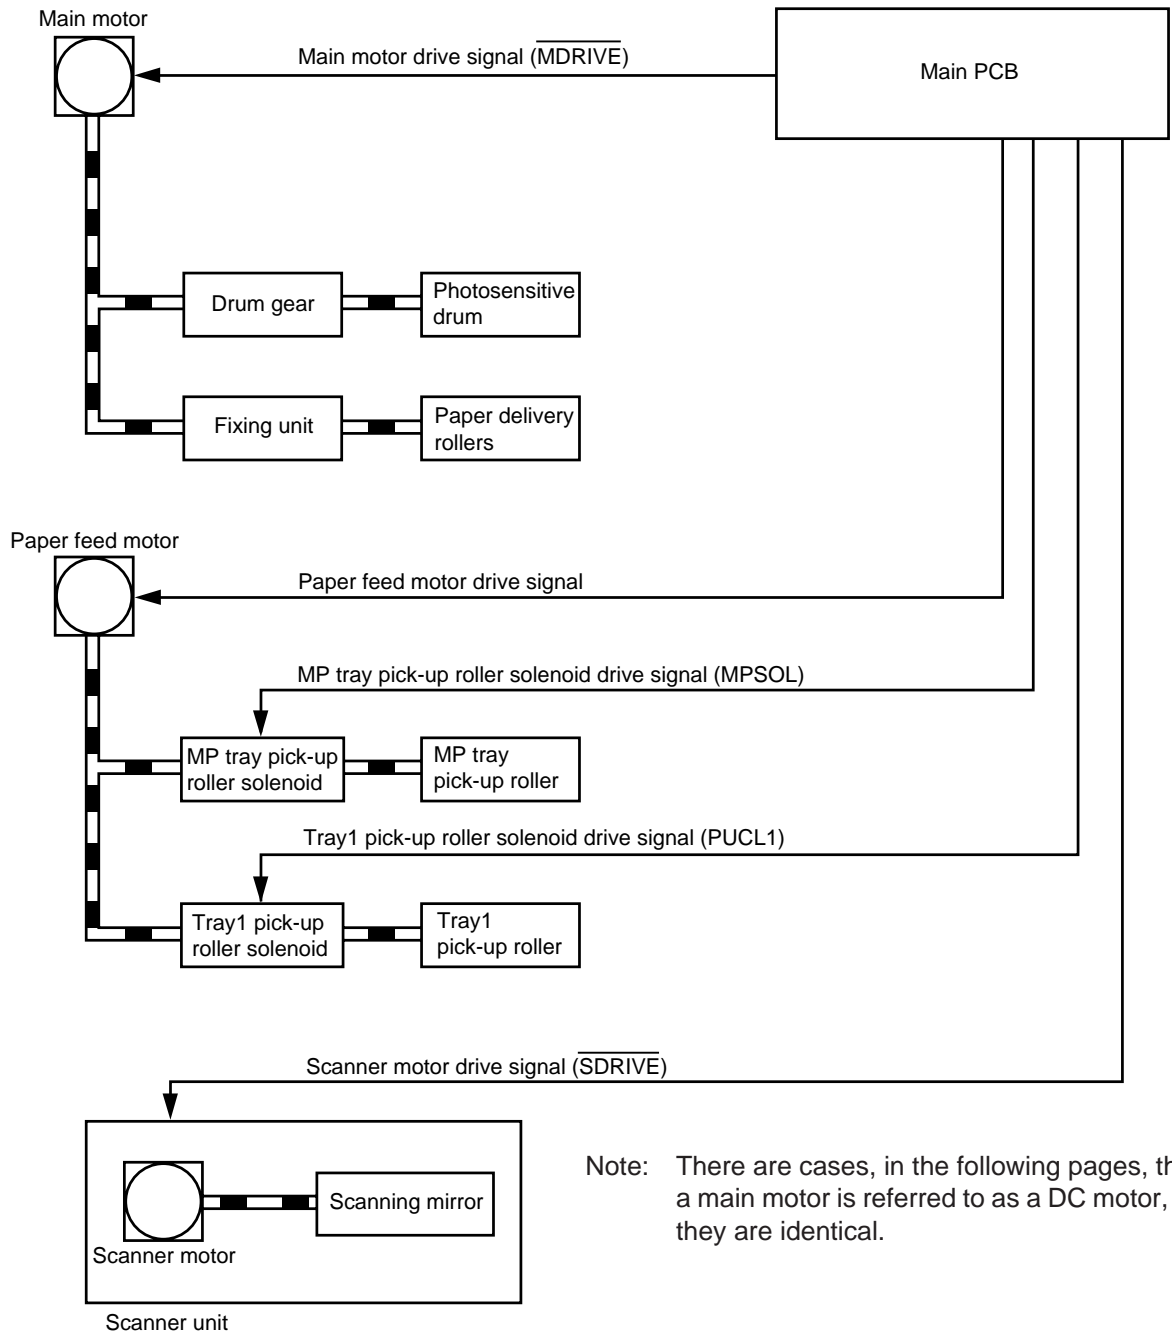 Main motor
Main motor drive signal (MDRIVE)
Main PCB
Drum gear
Photosensitive
drum
Fixing unit
Paper delivery
rollers
Paper feed motor
Paper feed motor drive signal
MP tray pick-up roller solenoid drive signal (MPSOL)
MP tray pick-up
roller solenoid
MP tray
pick-up roller
Tray1 pick-up roller solenoid drive signal (PUCL1)
Tray1 pick-up
roller solenoid
Tray1
pick-up roller
Scanner motor drive signal (SDRIVE)
Scanning mirror
Scanner motor
Scanner unit
Note: There are cases, in the following pages,
a main motor is referred to as a DC motor,
they are identical.